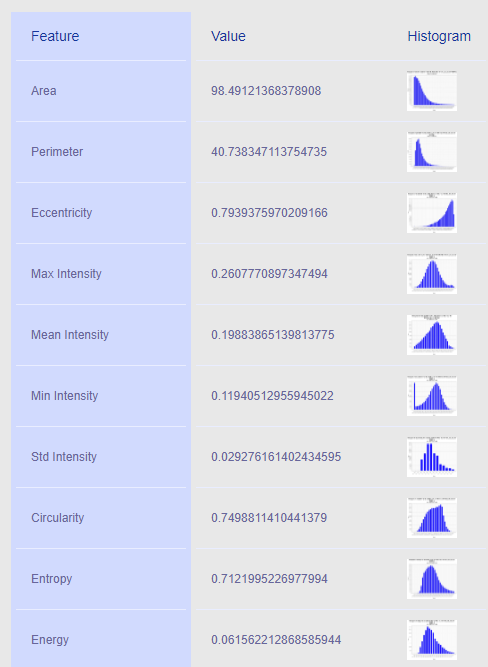 Feature Value Histogram
Area 98.49121368378908
Perimeter 40.738347113754735
Eccentricity 0.7939375970209166
Max Intensity 0.2607770897347494
Mean Intensity 0.19883865139813775
Min Intensity 0.11940512955945022
Std Intensity 0.029276161402434595
Circularity 0.7498811410441379
Entropy 0.7121995226977994
Energy 0.061562212868585944